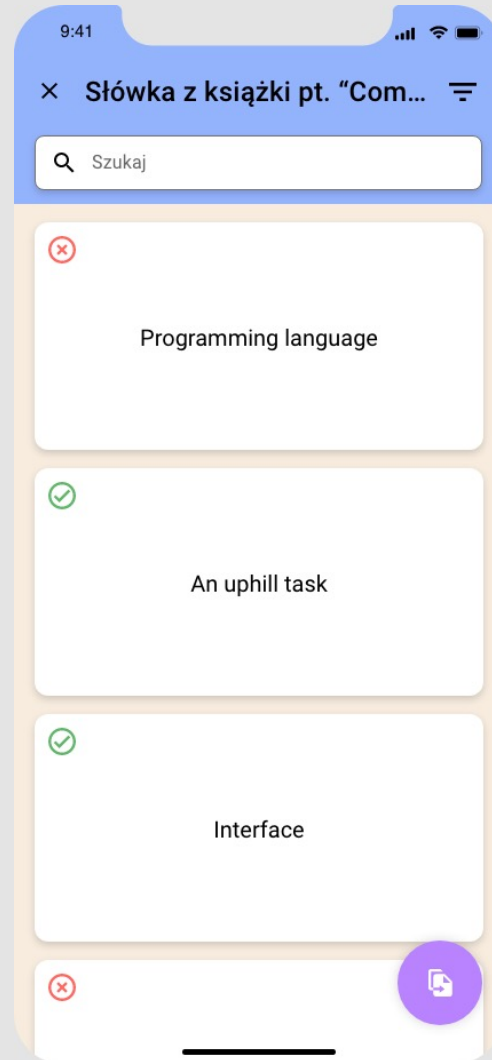 9:41
Słówka z książki pt. “Com...
Szukaj
Programming language
An uphill task
Interface